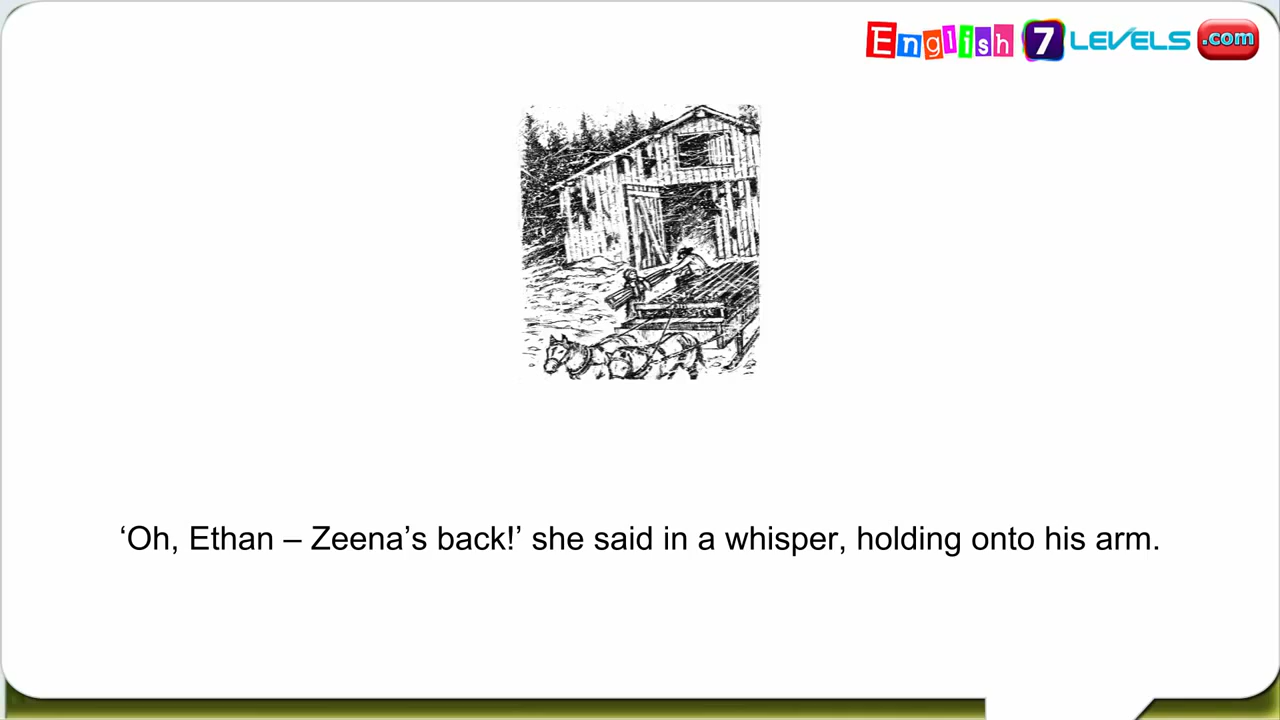 English 7 LEVELS .com
‘Oh, Ethan – Zeena’s back!’ she said in a whisper, holding onto his arm.